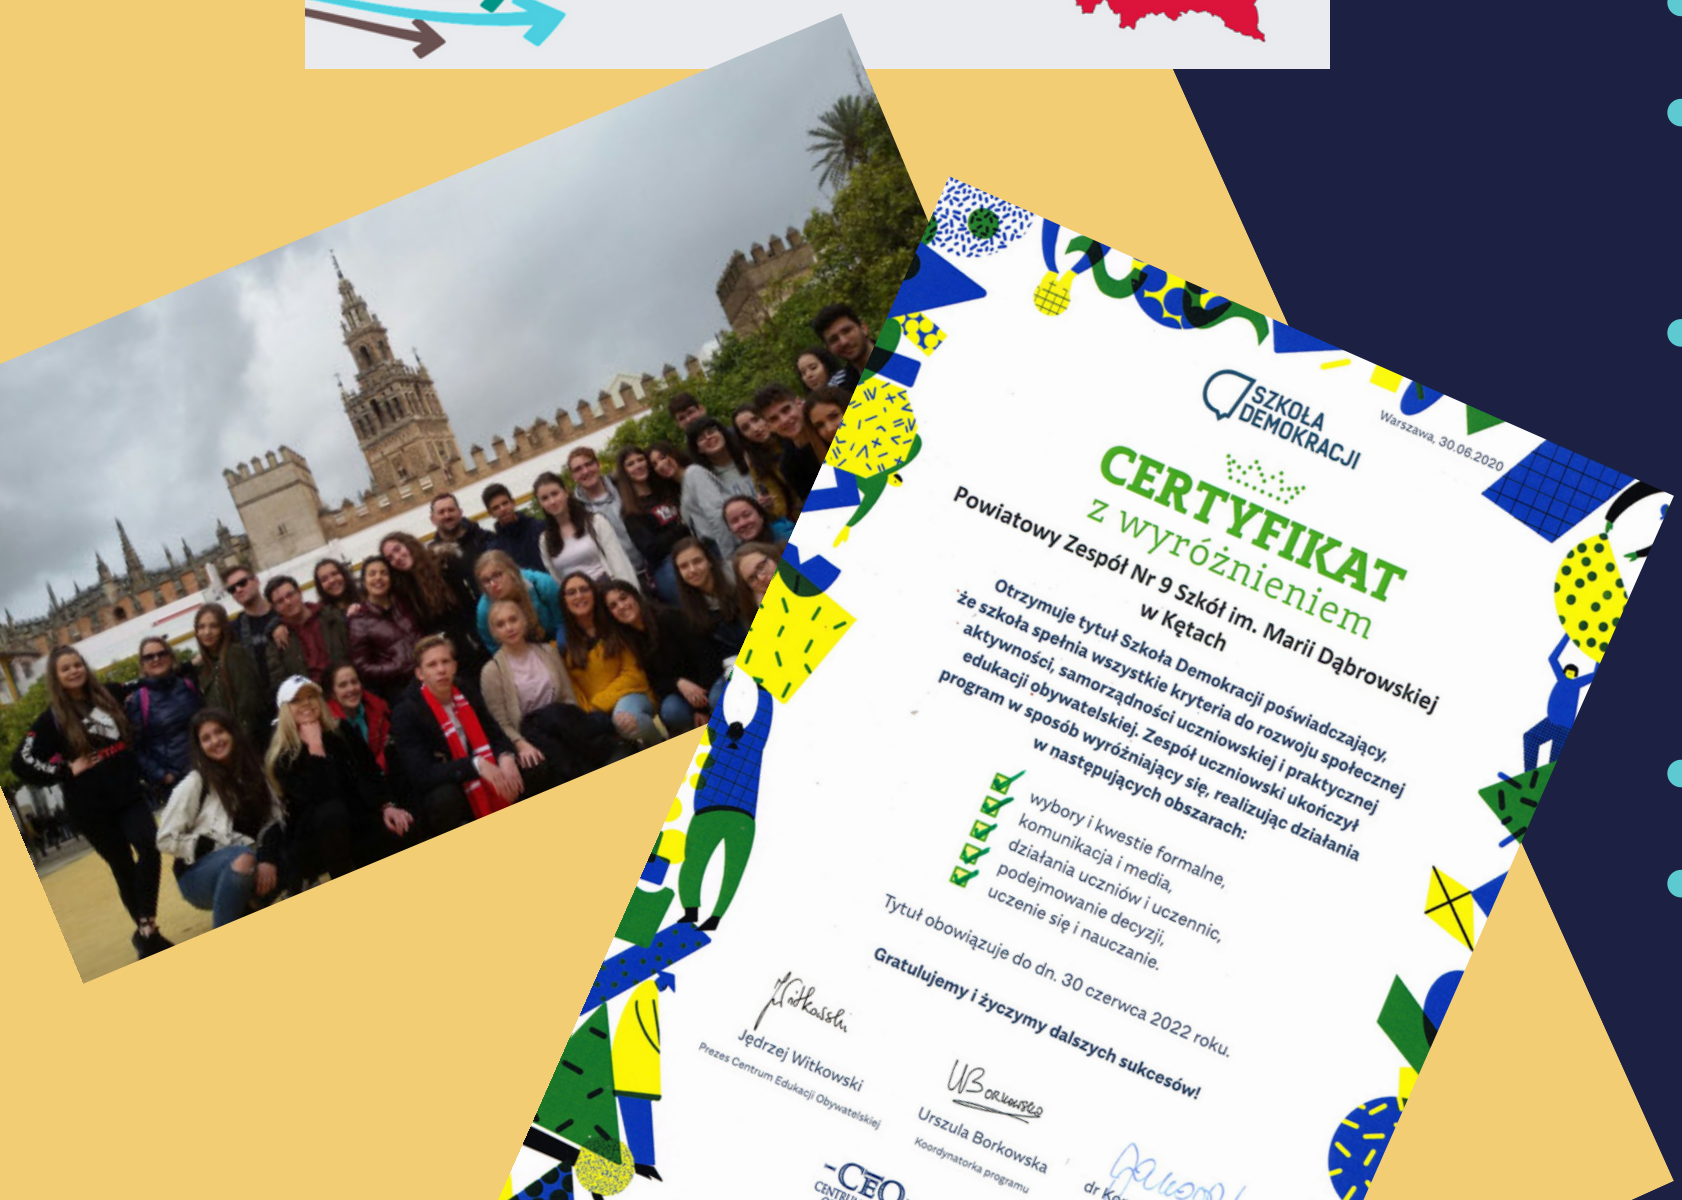 SZKOŁA
DEMOKRACJI
Warszawa, 30.06.2020
CERTYFIKAT
z wyróżnieniem
Powiatowy Zespół Nr 9 Szkół im. Marii Dąbrowskiej
w Kętach
Otrzymuje tytuł Szkoła Demokracji poświadczający,
że szkoła spełnia wszystkie kryteria do rozwoju społecznej
aktywności, samorządności uczniowskiej i praktycznej
edukacji obywatelskiej. Zespół uczniowski ukończył
program w sposób wyróżniający się, realizując działania
w następujących obszarach:
wybory i kwestie formalne,
komunikacja i media,
działania uczniów i uczennic,
podejmowanie decyzji,
uczenie się i nauczanie.
Tytuł obowiązuje do dn. 30 czerwca 2022 roku.
Gratulujemy i życzymy dalszych sukcesów!
JWitkowski
Jędrzej Witkowski
Prezes Centrum Edukacji Obywatelskiej
UBorkowska
Urszula Borkowska
Koordynatorka programu
CEO
dr